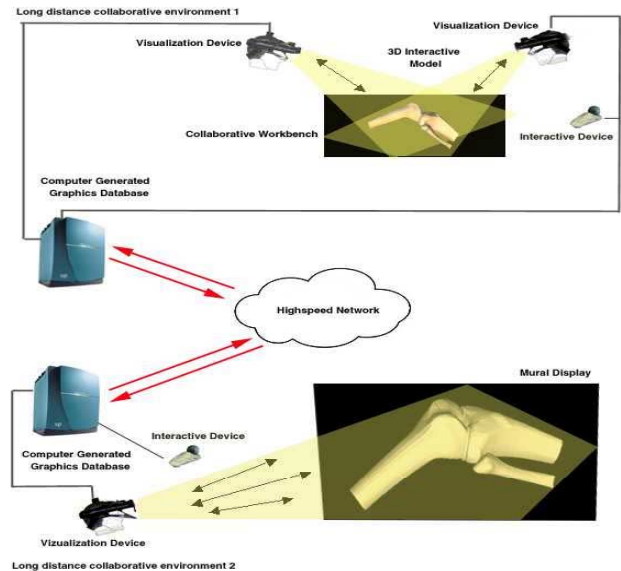 Long distance collaborative environment 1
Visualization Device
Visualization Device
3D Interactive
Model
Collaborative Workbench
Interactive Device
Computer Generated
Graphics Database
Highspeed Network
Mural Display
Interactive Device
Computer Generated
Graphics Database
Vizualization Device
Long distance collaborative environment 2